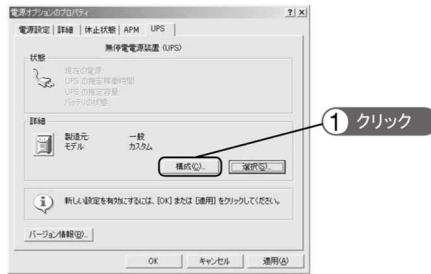 電源オプションのプロパティ ? ×
電源設定 | 詳細 | 休止状態 | APM | UPS
無停電電源装置 (UPS)
状態
現在の電源:
UPS の推定稼働時間:
UPS の推定容量:
バッテリの状態:
詳細
製造元: 一般
モデル: カスタム
1 クリック
構成(C)... 選択(S)...
新しい設定を有効にするには、[OK] または [適用] をクリックしてください。
バージョン情報(B)...
OK キャンセル 適用(A)